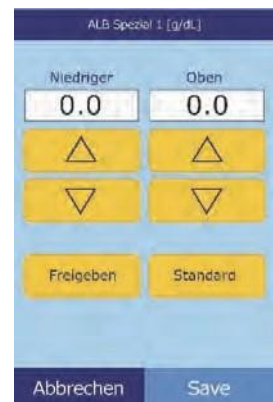 ALB Spezial 1 [g/dL]
Niedriger Oben
0.0 0.0
Freigeben Standard
Abbrechen Save